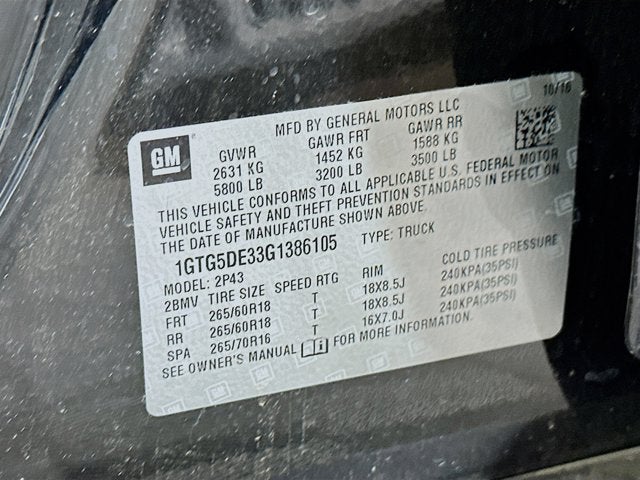 10/16
MFD BY GENERAL MOTORS LLC
GM
GVWR GAWR FRT GAWR RR
2631 KG 1452 KG 1588 KG
5800 LB 3200 LB 3500 LB
THIS VEHICLE CONFORMS TO ALL APPLICABLE U.S. FEDERAL MOTOR
VEHICLE SAFETY AND THEFT PREVENTION STANDARDS IN EFFECT ON
THE DATE OF MANUFACTURE SHOWN ABOVE.
1GTG5DE33G1386105 TYPE: TRUCK
MODEL: 2P43
2BMV TIRE SIZE SPEED RTG RIM COLD TIRE PRESSURE
FRT 265/60R18 T 18X8.5J 240KPA(35PSI)
RR 265/60R18 T 18X8.5J 240KPA(35PSI)
SPA 265/70R16 T 16X7.0J 240KPA(35PSI)
SEE OWNER'S MANUAL FOR MORE INFORMATION.